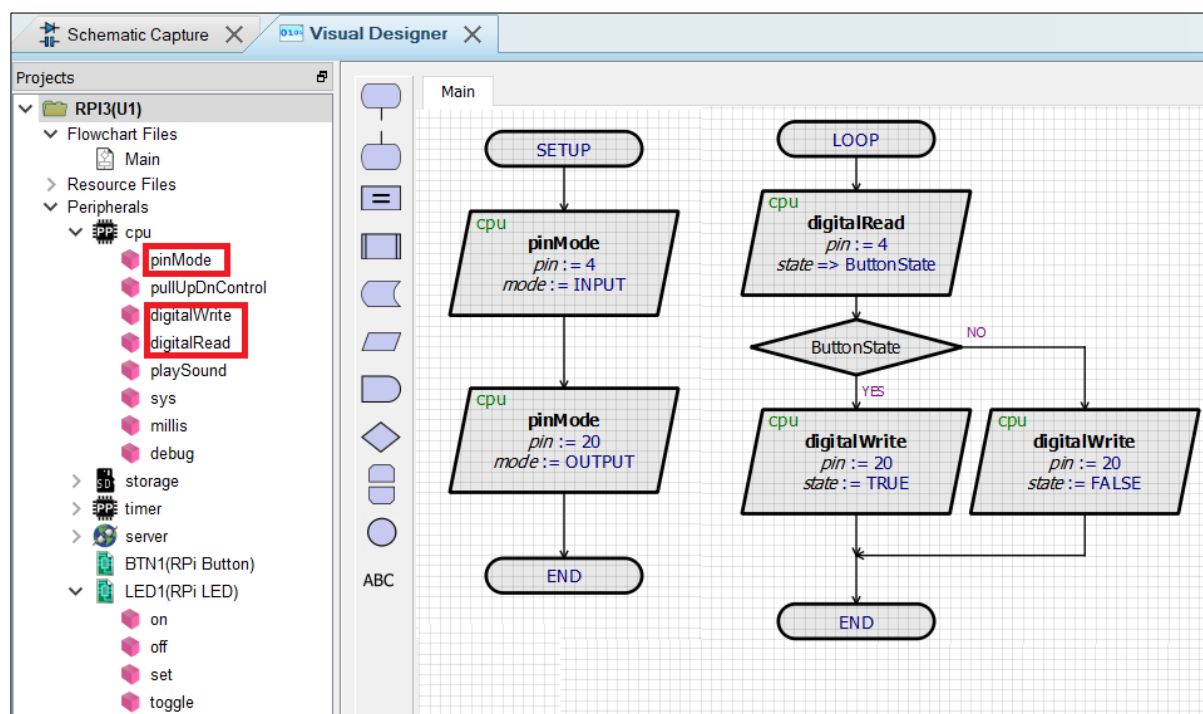 Schematic Capture
Visual Designer
Projects
RPI3(U1)
Flowchart Files
Main
Resource Files
Peripherals
cpu
pinMode
pullUpDnControl
digitalWrite
digitalRead
playSound
sys
millis
debug
storage
timer
server
BTN1(RPi Button)
LED1(RPi LED)
on
off
set
toggle
ABC
Main
SETUP
cpu
pinMode
pin := 4
mode := INPUT
cpu
pinMode
pin := 20
mode := OUTPUT
END
LOOP
cpu
digitalRead
pin := 4
state => ButtonState
ButtonState
NO
YES
cpu
digitalWrite
pin := 20
state := TRUE
cpu
digitalWrite
pin := 20
state := FALSE
END